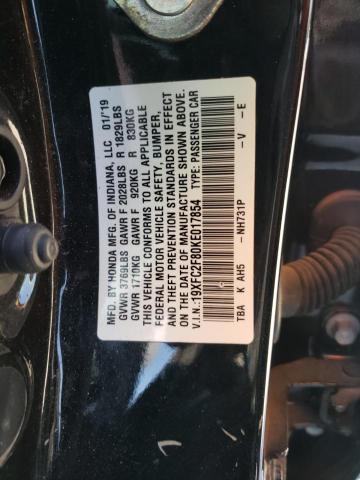 MFD. BY HONDA MFG. OF INDIANA, LLC 01/19
GVWR 3769LBS GAWR F 2028LBS R 1829LBS
GVWR 1710KG GAWR F 920KG R 830KG
THIS VEHICLE CONFORMS TO ALL APPLICABLE
FEDERAL MOTOR VEHICLE SAFETY, BUMPER,
AND THEFT PREVENTION STANDARDS IN EFFECT
ON THE DATE OF MANUFACTURE SHOWN ABOVE.
V.I.N.:19XFC2F80KE017854 TYPE: PASSENGER CAR
TBA K AH5 -NH731P -V -E